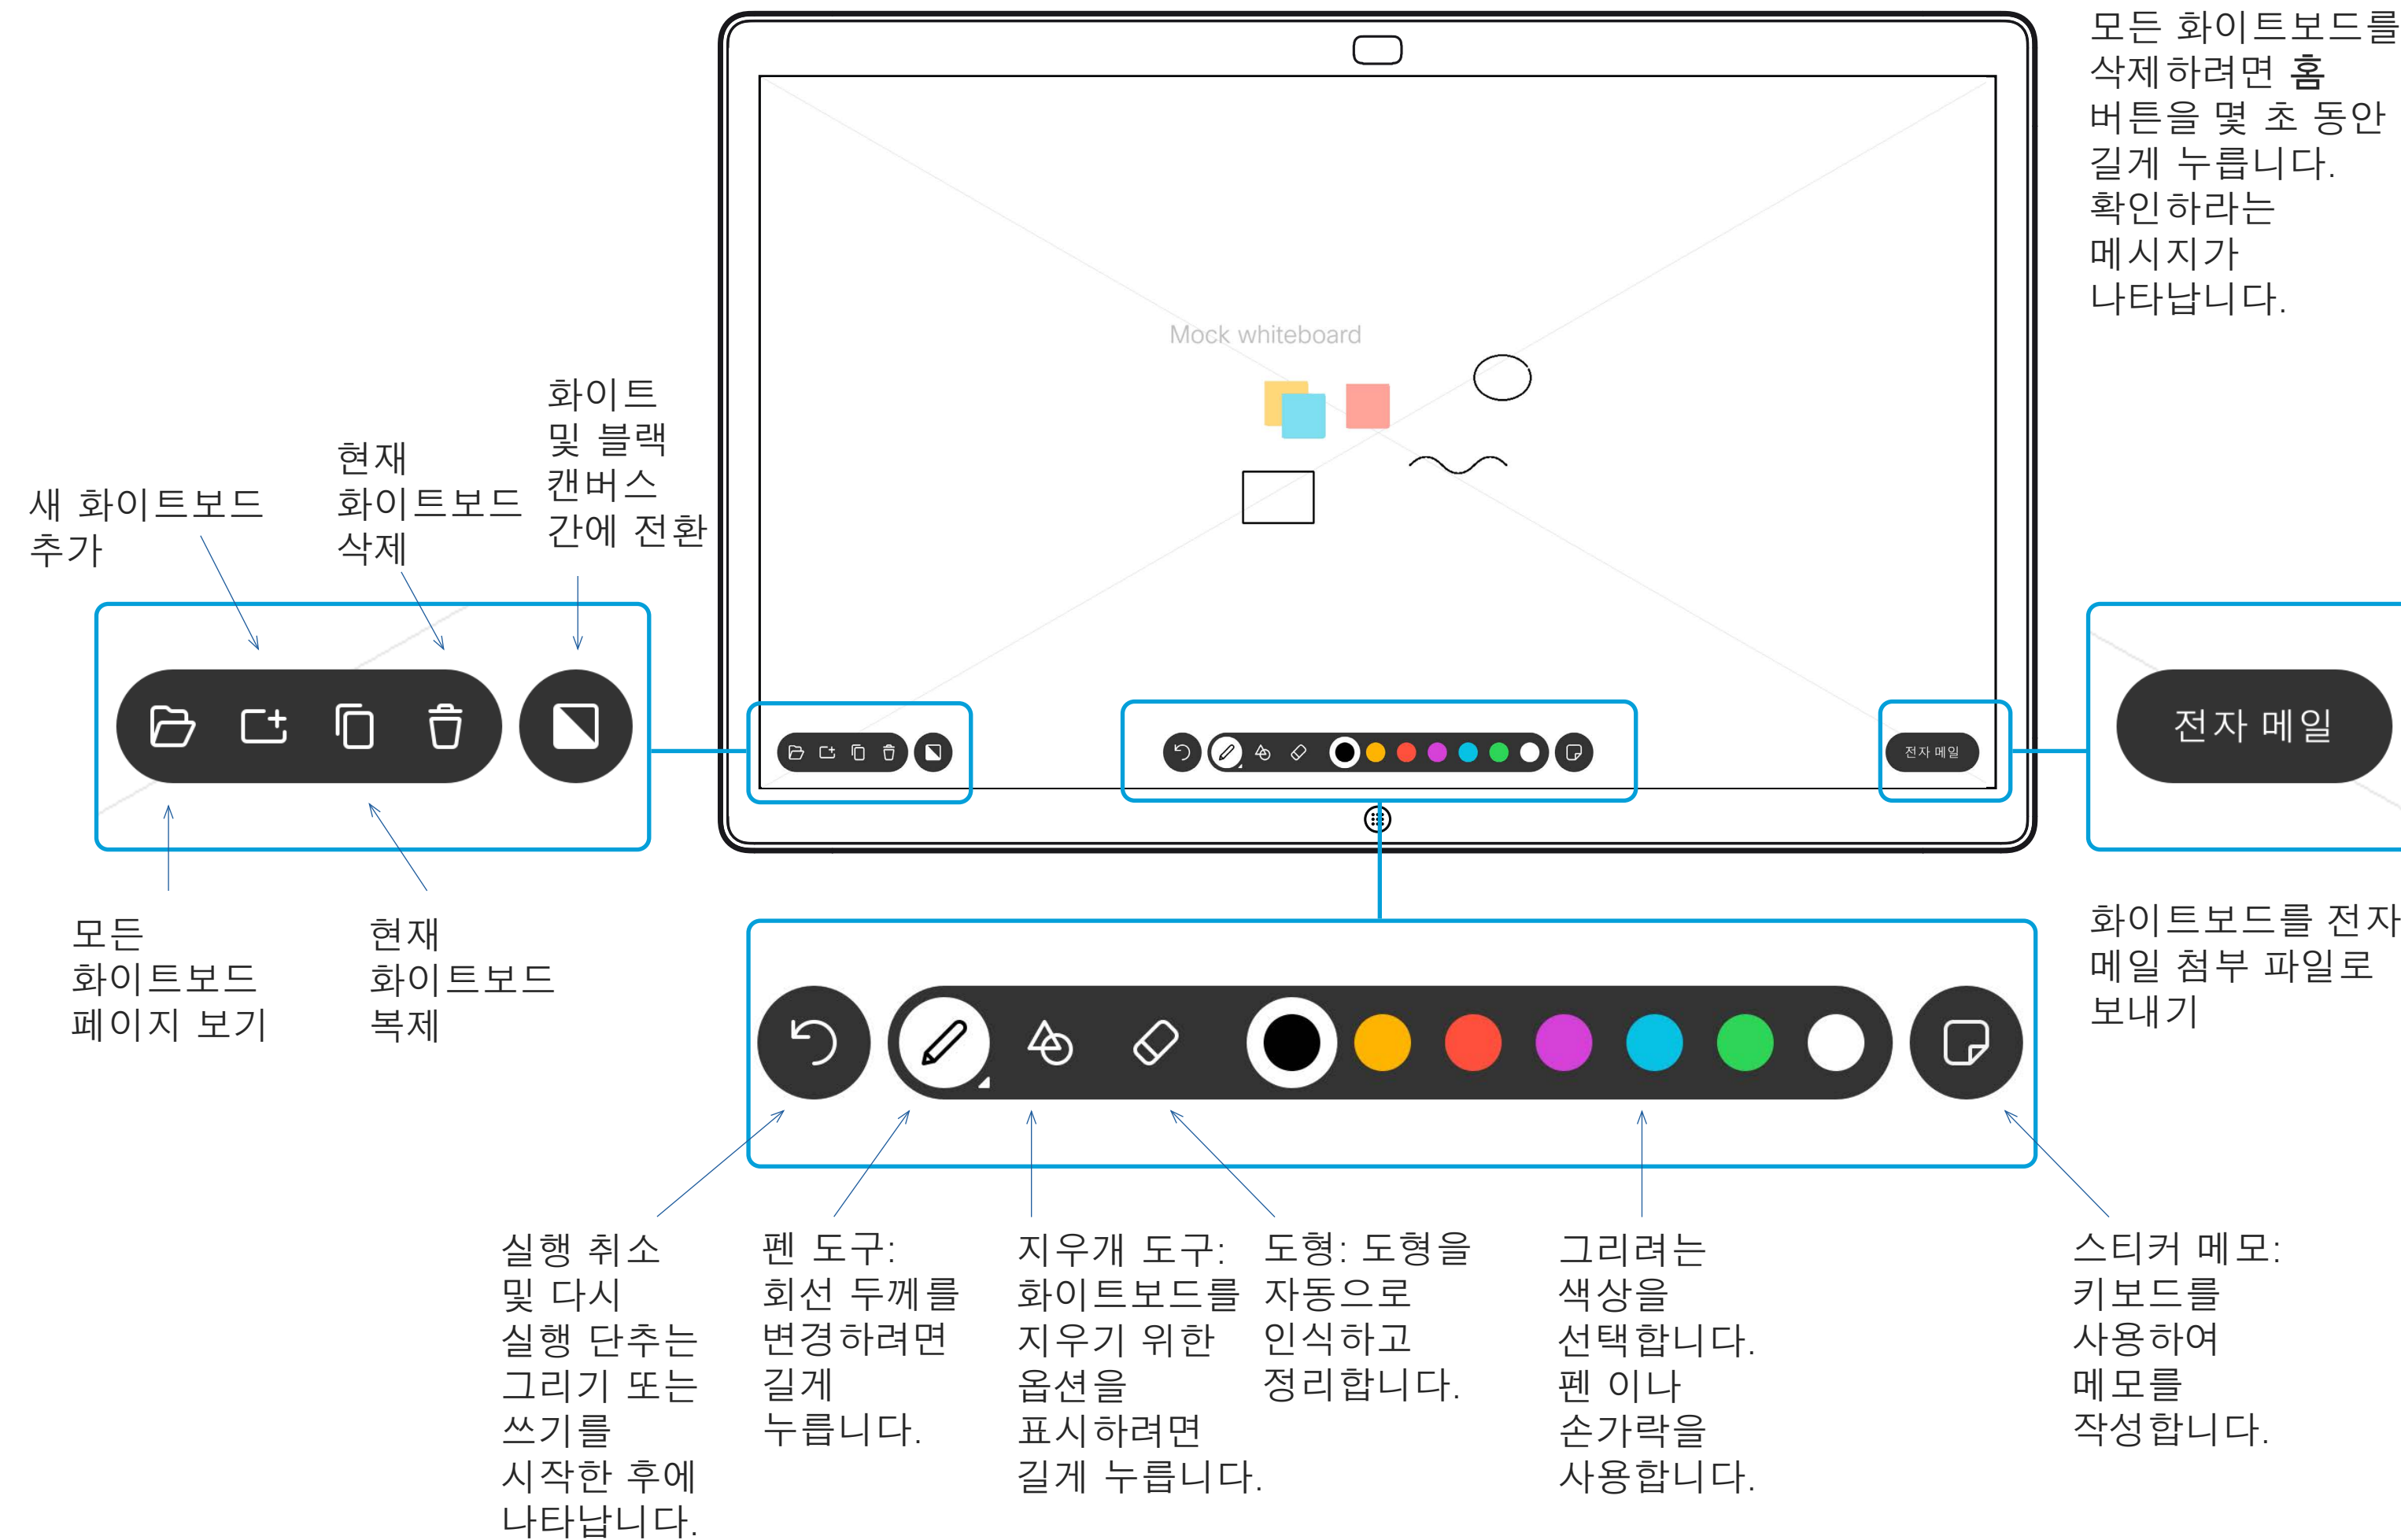 모든 화이트보드를
삭제하려면 홈
버튼을 몇 초 동안
길게 누릅니다.
확인하라는
메시지가
나타납니다.
Mock whiteboard
화이트
및 블랙
캔버스
간에 전환
현재
화이트보드
삭제
새 화이트보드
추가
전자 메일
전자 메일
모든
화이트보드
페이지 보기
현재
화이트보드
복제
화이트보드를 전자
메일 첨부 파일로
보내기
실행 취소
및 다시
실행 단추는
그리기 또는
쓰기를
시작한 후에
나타납니다.
펜 도구:
회선 두께를
변경하려면
길게
누릅니다.
지우개 도구:
화이트보드를
지우기 위한
옵션을
표시하려면
길게 누릅니다.
도형: 도형을
자동으로
인식하고
정리합니다.
그리려는
색상을
선택합니다.
펜 이나
손가락을
사용합니다.
스티커 메모:
키보드를
사용하여
메모를
작성합니다.